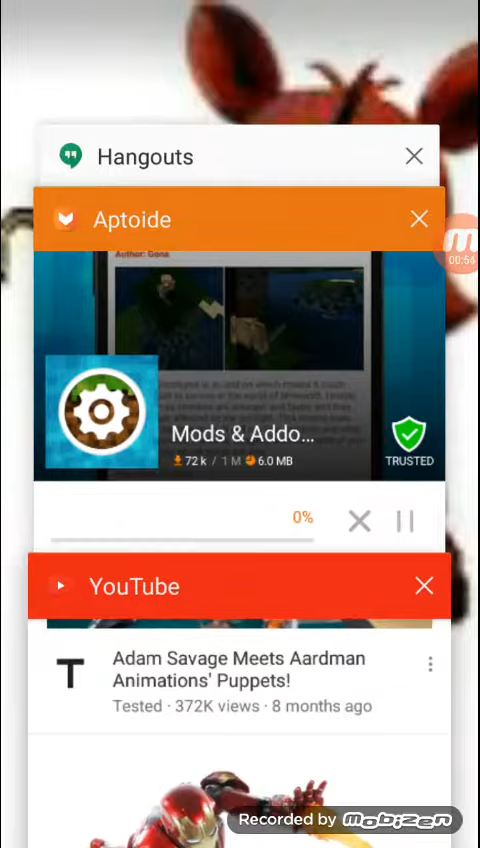 Hangouts
Aptoide
00:54
Author: Gona
Mods & Addo...
72 k / 1 M 6.0 MB
TRUSTED
0%
YouTube
T
Adam Savage Meets Aardman
Animations' Puppets!
Tested · 372K views · 8 months ago
Recorded by Mobizen